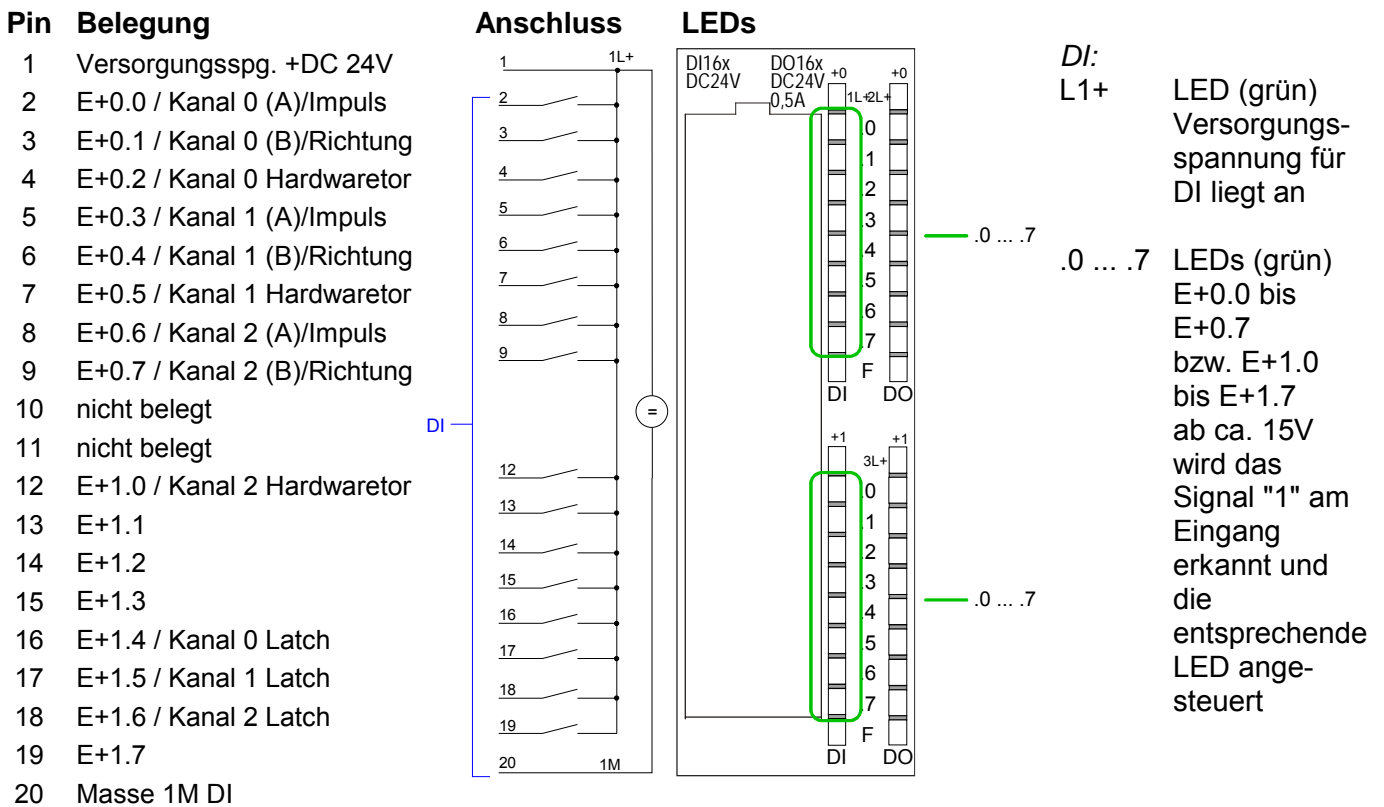 Pin Belegung Anschluss LEDs
1 Versorgungsspg. +DC 24V
2 E+0.0 / Kanal 0 (A)/Impuls
3 E+0.1 / Kanal 0 (B)/Richtung
4 E+0.2 / Kanal 0 Hardwaretor
5 E+0.3 / Kanal 1 (A)/Impuls
6 E+0.4 / Kanal 1 (B)/Richtung
7 E+0.5 / Kanal 1 Hardwaretor
8 E+0.6 / Kanal 2 (A)/Impuls
9 E+0.7 / Kanal 2 (B)/Richtung
10 nicht belegt
11 nicht belegt
12 E+1.0 / Kanal 2 Hardwaretor
13 E+1.1
14 E+1.2
15 E+1.3
16 E+1.4 / Kanal 0 Latch
17 E+1.5 / Kanal 1 Latch
18 E+1.6 / Kanal 2 Latch
19 E+1.7
20 Masse 1M DI
DI
1 1L+
2
3
4
5
6
7
8
9
=
12
13
14
15
16
17
18
19
20 1M
DI16x DO16x
DC24V DC24V
0,5A
+0 +0
1L+ 2L+
.0
.1
.2
.3
.4
.5
.6
.7
F
DI DO
.0 ... .7
+1 +1
3L+
.0
.1
.2
.3
.4
.5
.6
.7
F
DI DO
.0 ... .7
DI:
L1+ LED (grün)
Versorgungs-
spannung für
DI liegt an
.0 ... .7 LEDs (grün)
E+0.0 bis
E+0.7
bzw. E+1.0
bis E+1.7
ab ca. 15V
wird das
Signal "1" am
Eingang
erkannt und
die
entsprechende
LED ange-
steuert